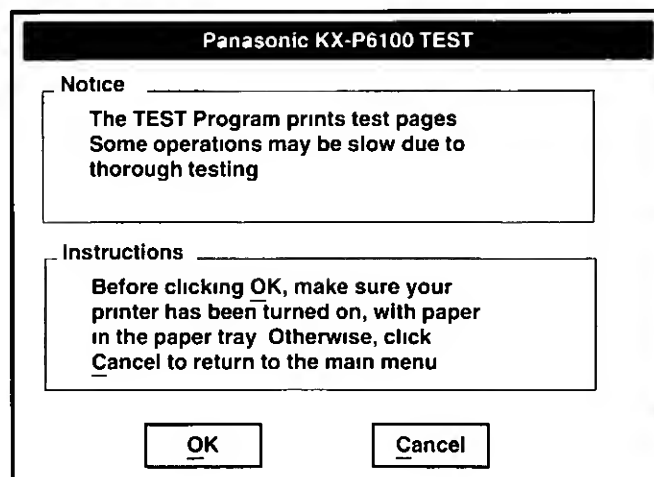 Panasonic KX-P6100 TEST
Notice
The TEST Program prints test pages
Some operations may be slow due to
thorough testing
Instructions
Before clicking OK, make sure your
printer has been turned on, with paper
in the paper tray Otherwise, click
Cancel to return to the main menu
OK
Cancel